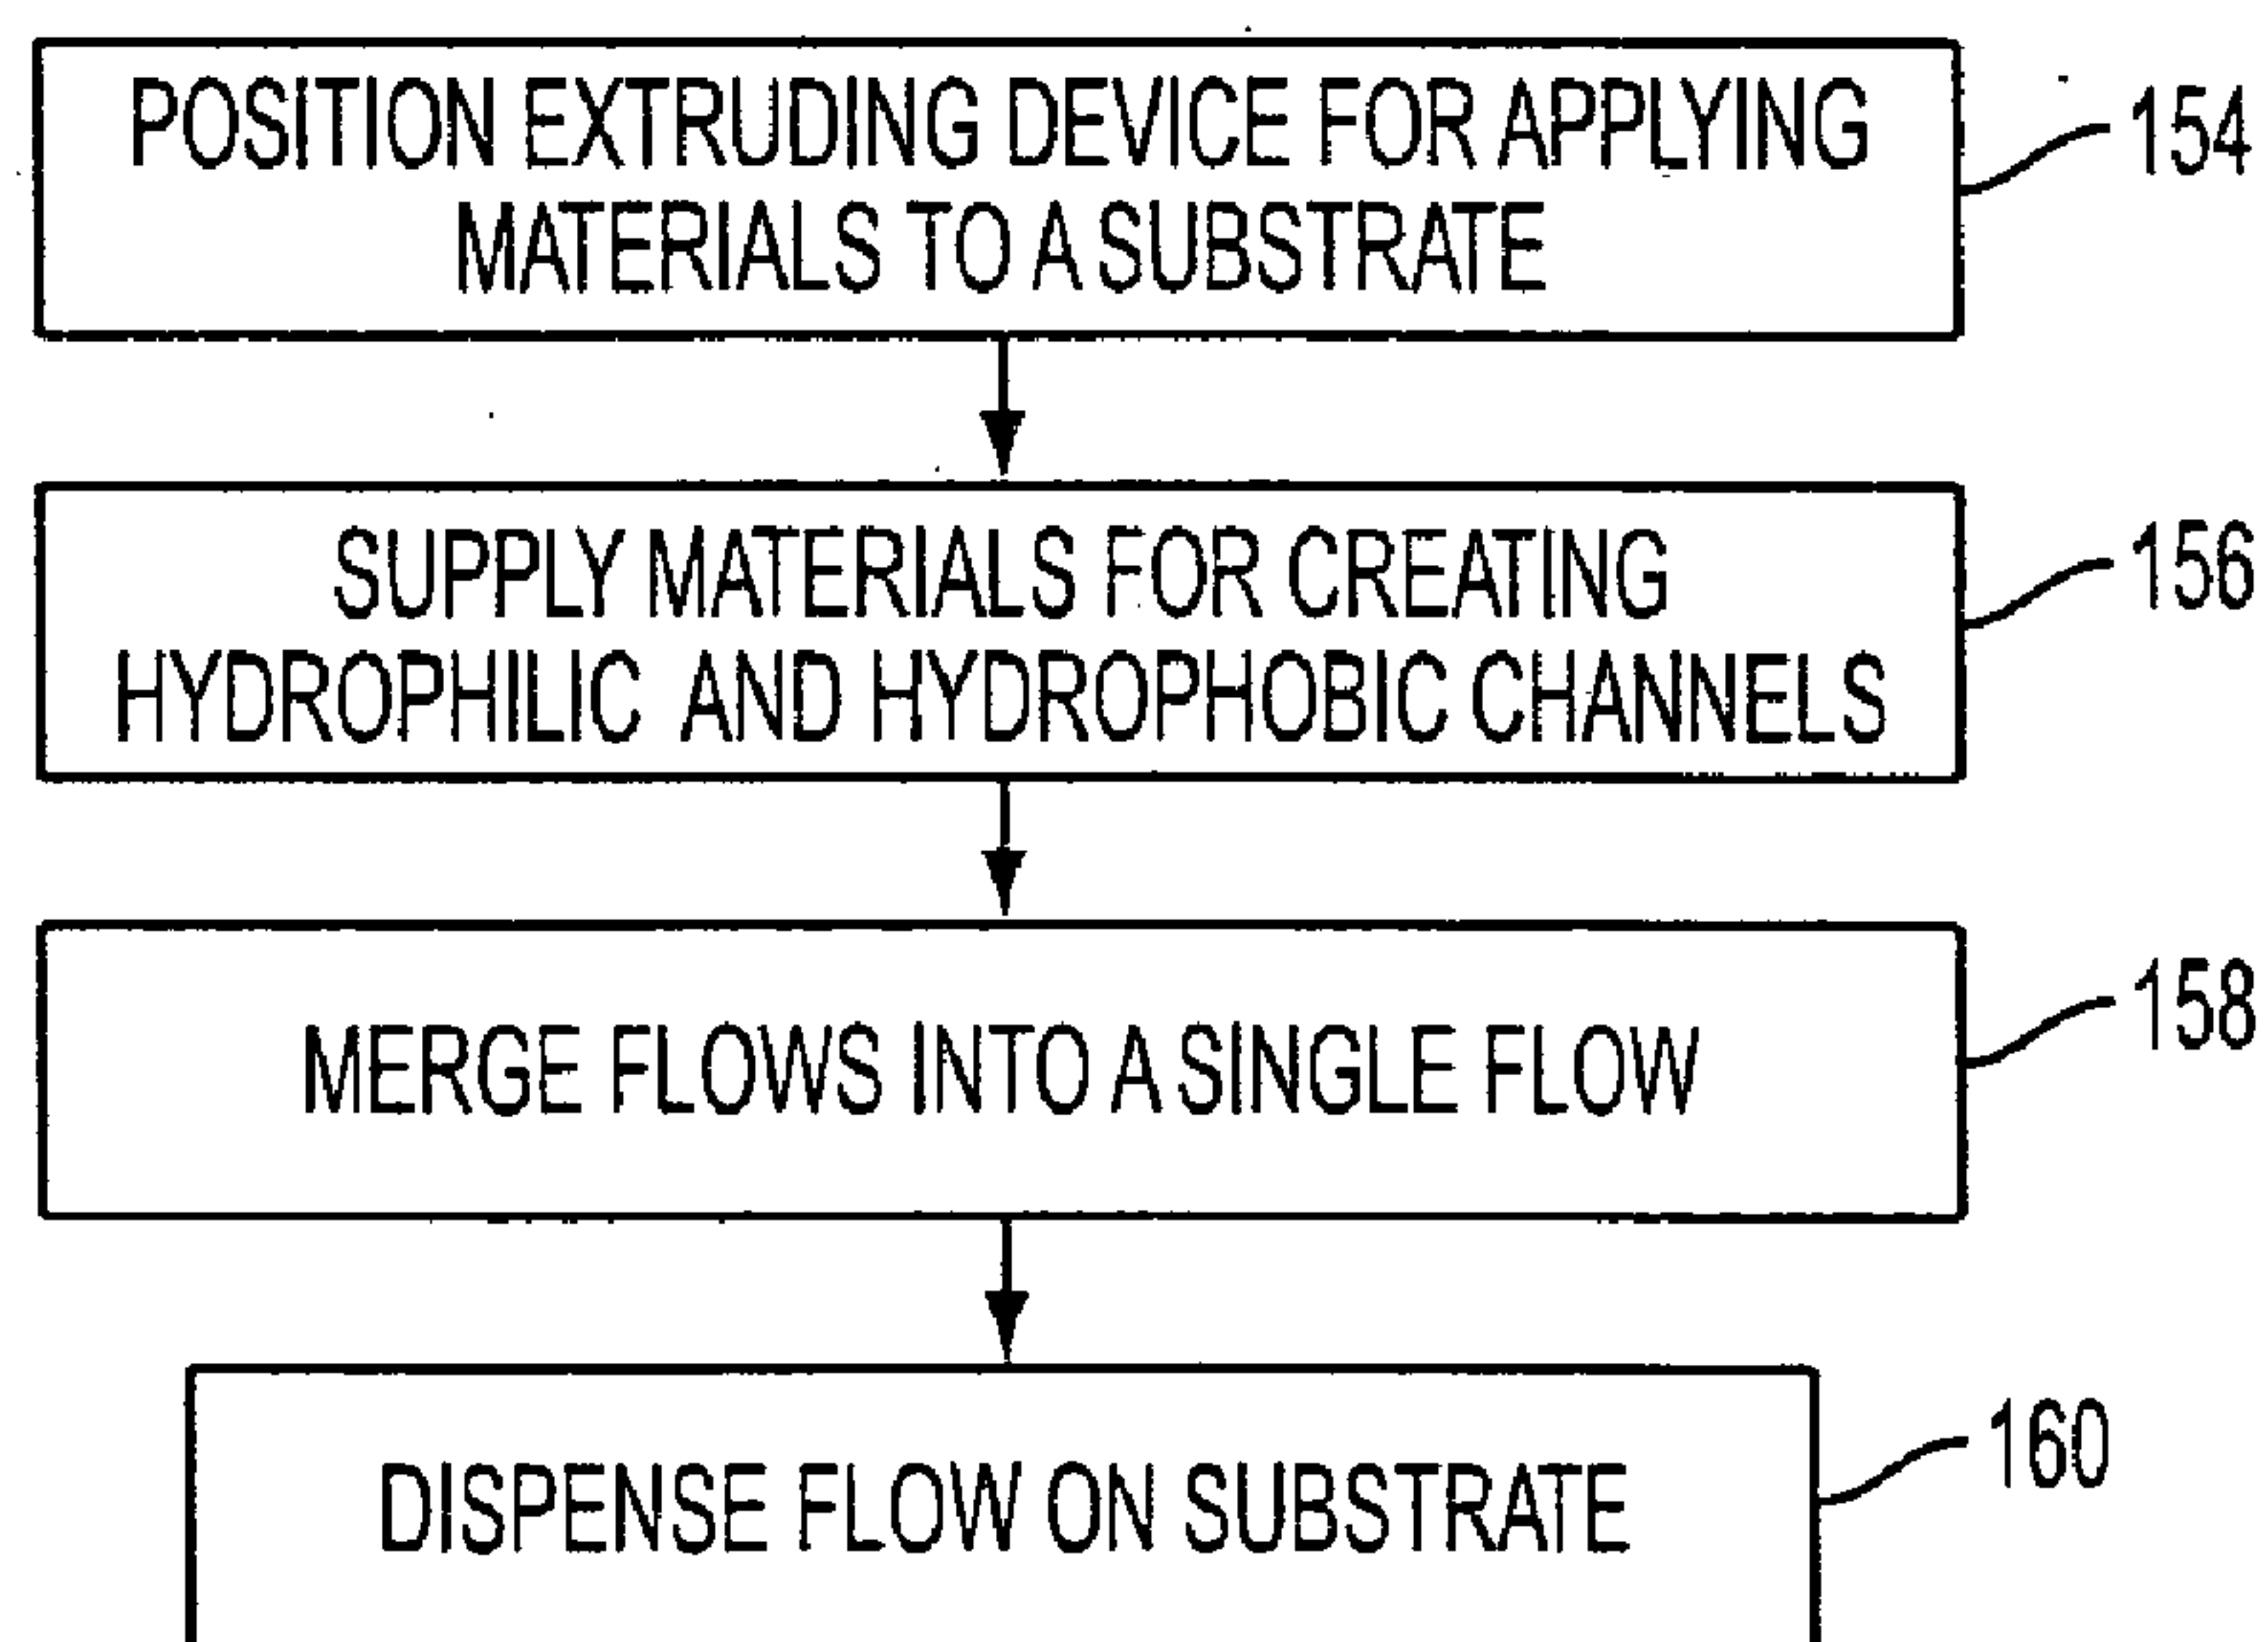 POSITION EXTRUDING DEVICE FOR APPLYING
MATERIALS TO A SUBSTRATE
154
SUPPLY MATERIALS FOR CREATING
HYDROPHILIC AND HYDROPHOBIC CHANNELS
156
MERGE FLOWS INTO A SINGLE FLOW
158
DISPENSE FLOW ON SUBSTRATE
160